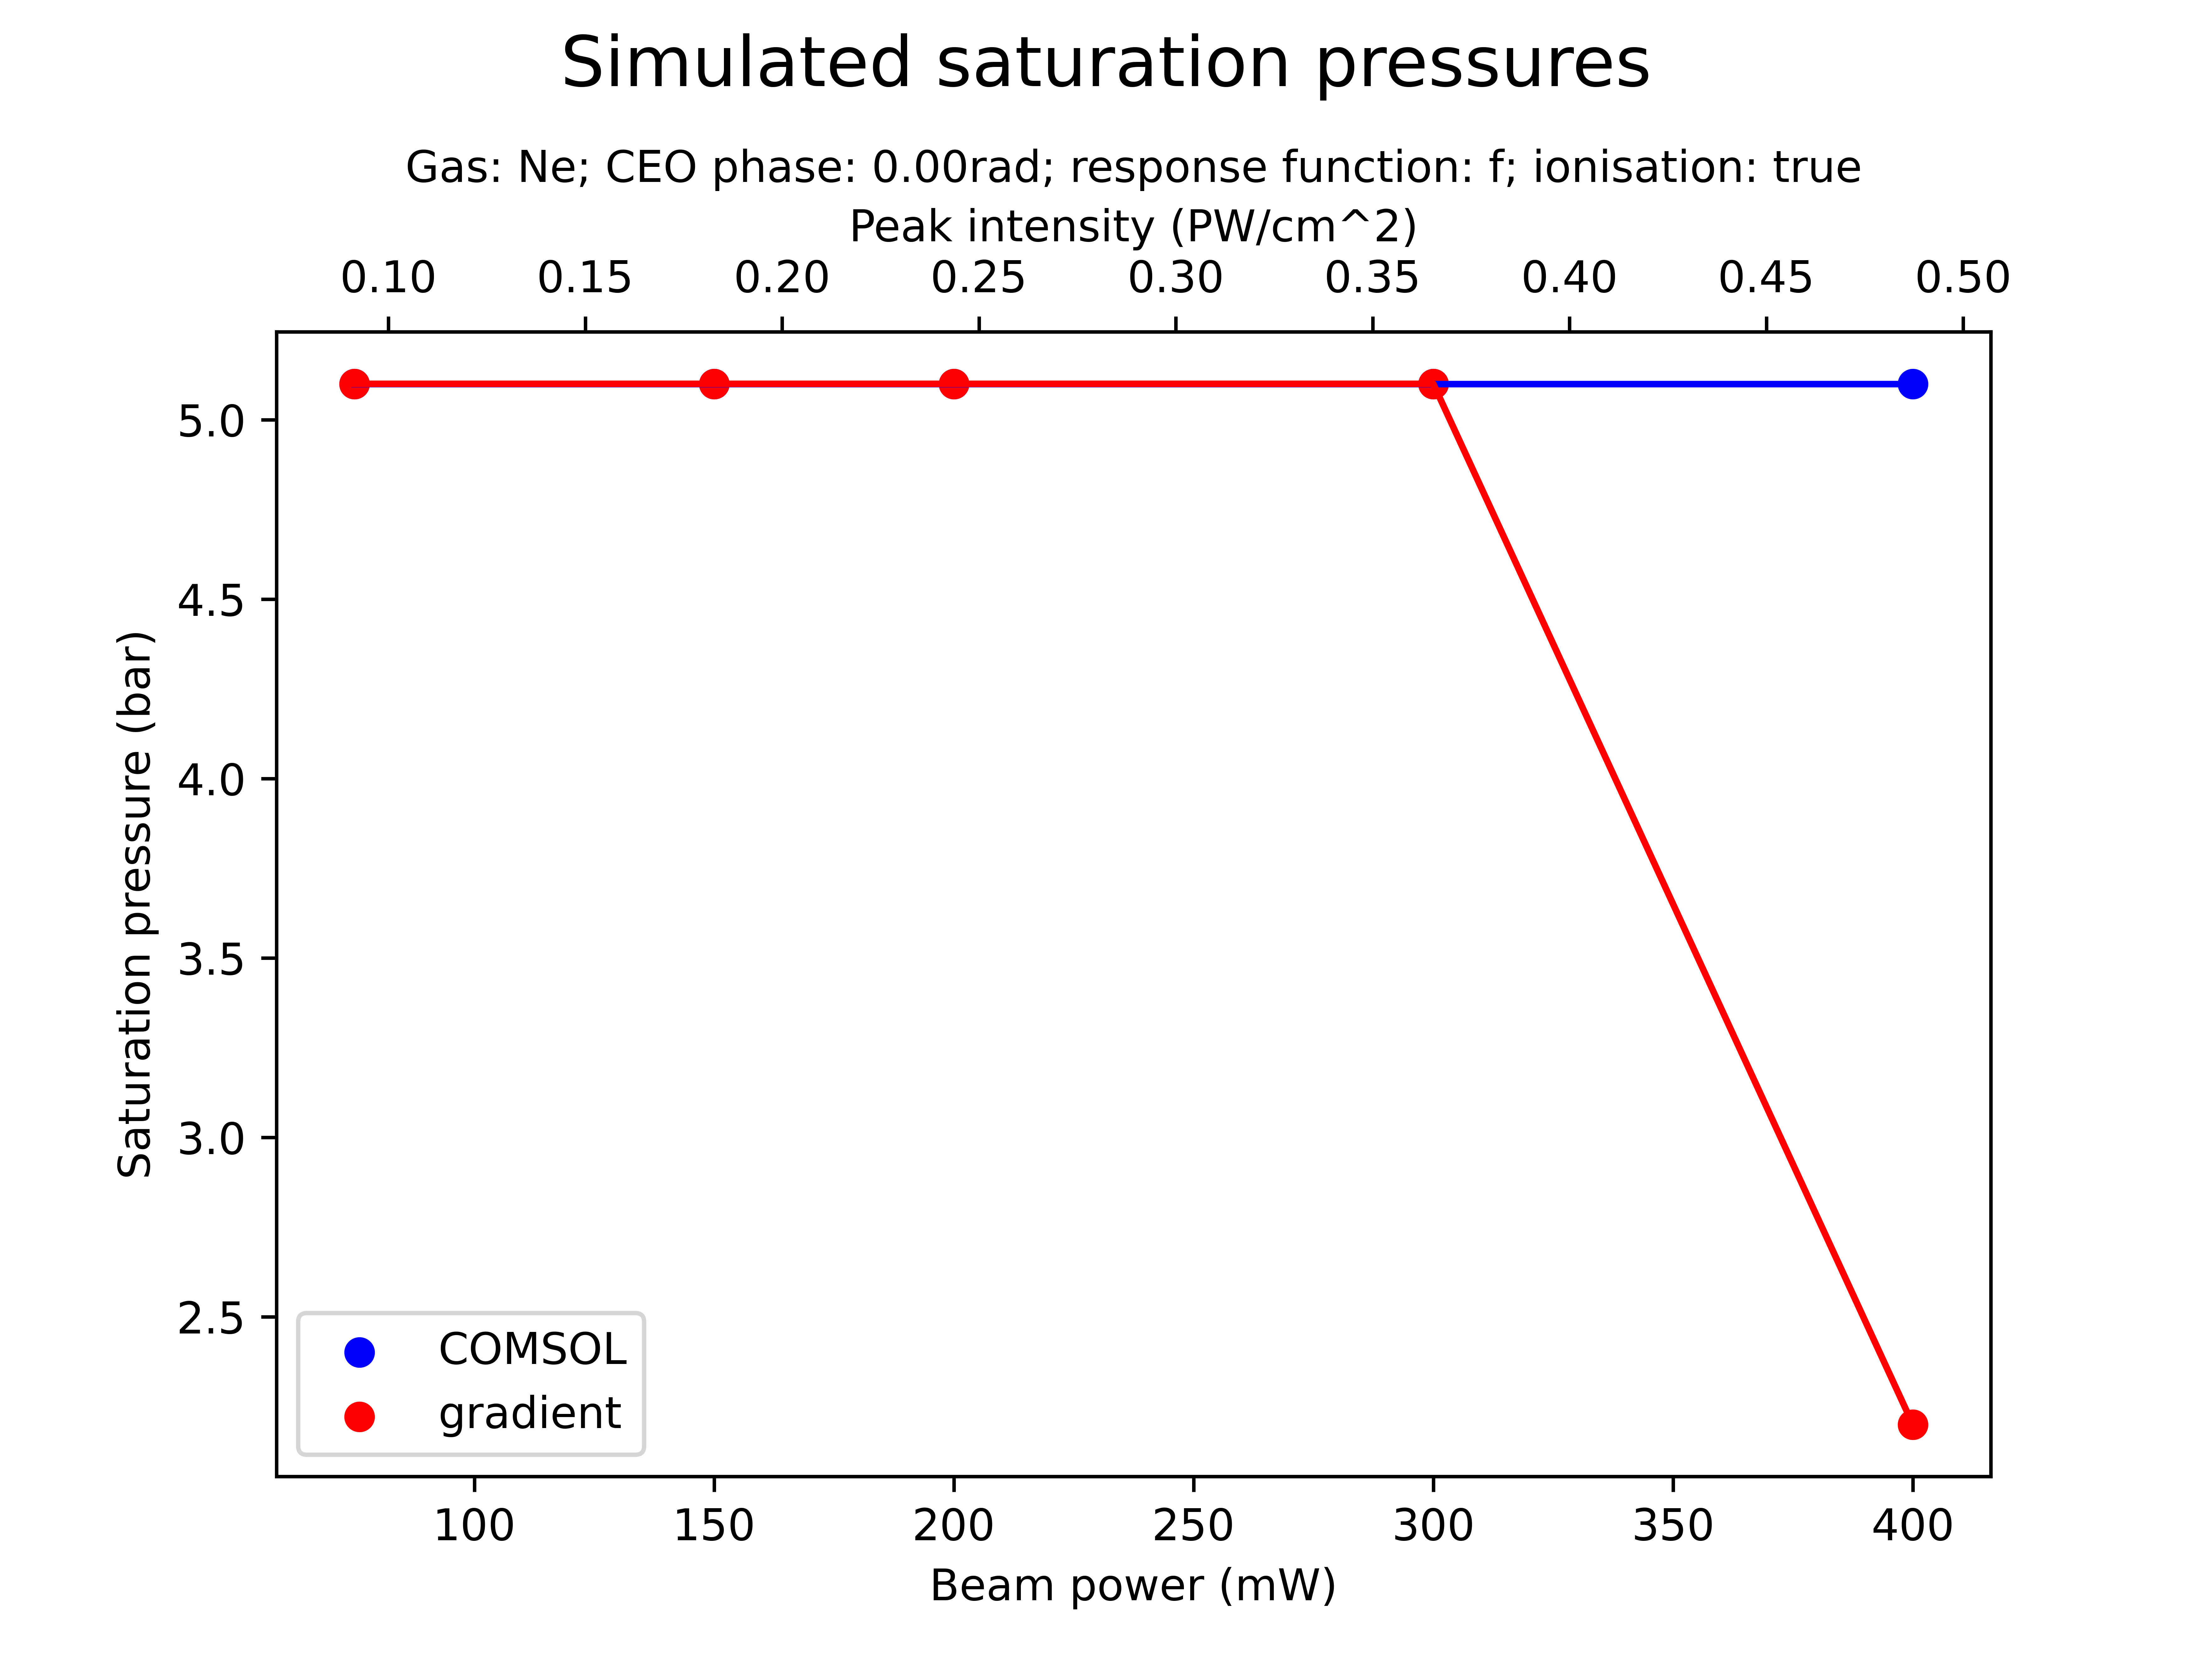 Simulated saturation pressures
Gas: Ne; CEO phase: 0.00rad; response function: f; ionisation: true
Peak intensity (PW/cm^2)
0.10 0.15 0.20 0.25 0.30 0.35 0.40 0.45 0.50
Saturation pressure (bar)
5.0
4.5
4.0
3.5
3.0
2.5
COMSOL
gradient
100 150 200 250 300 350 400
Beam power (mW)